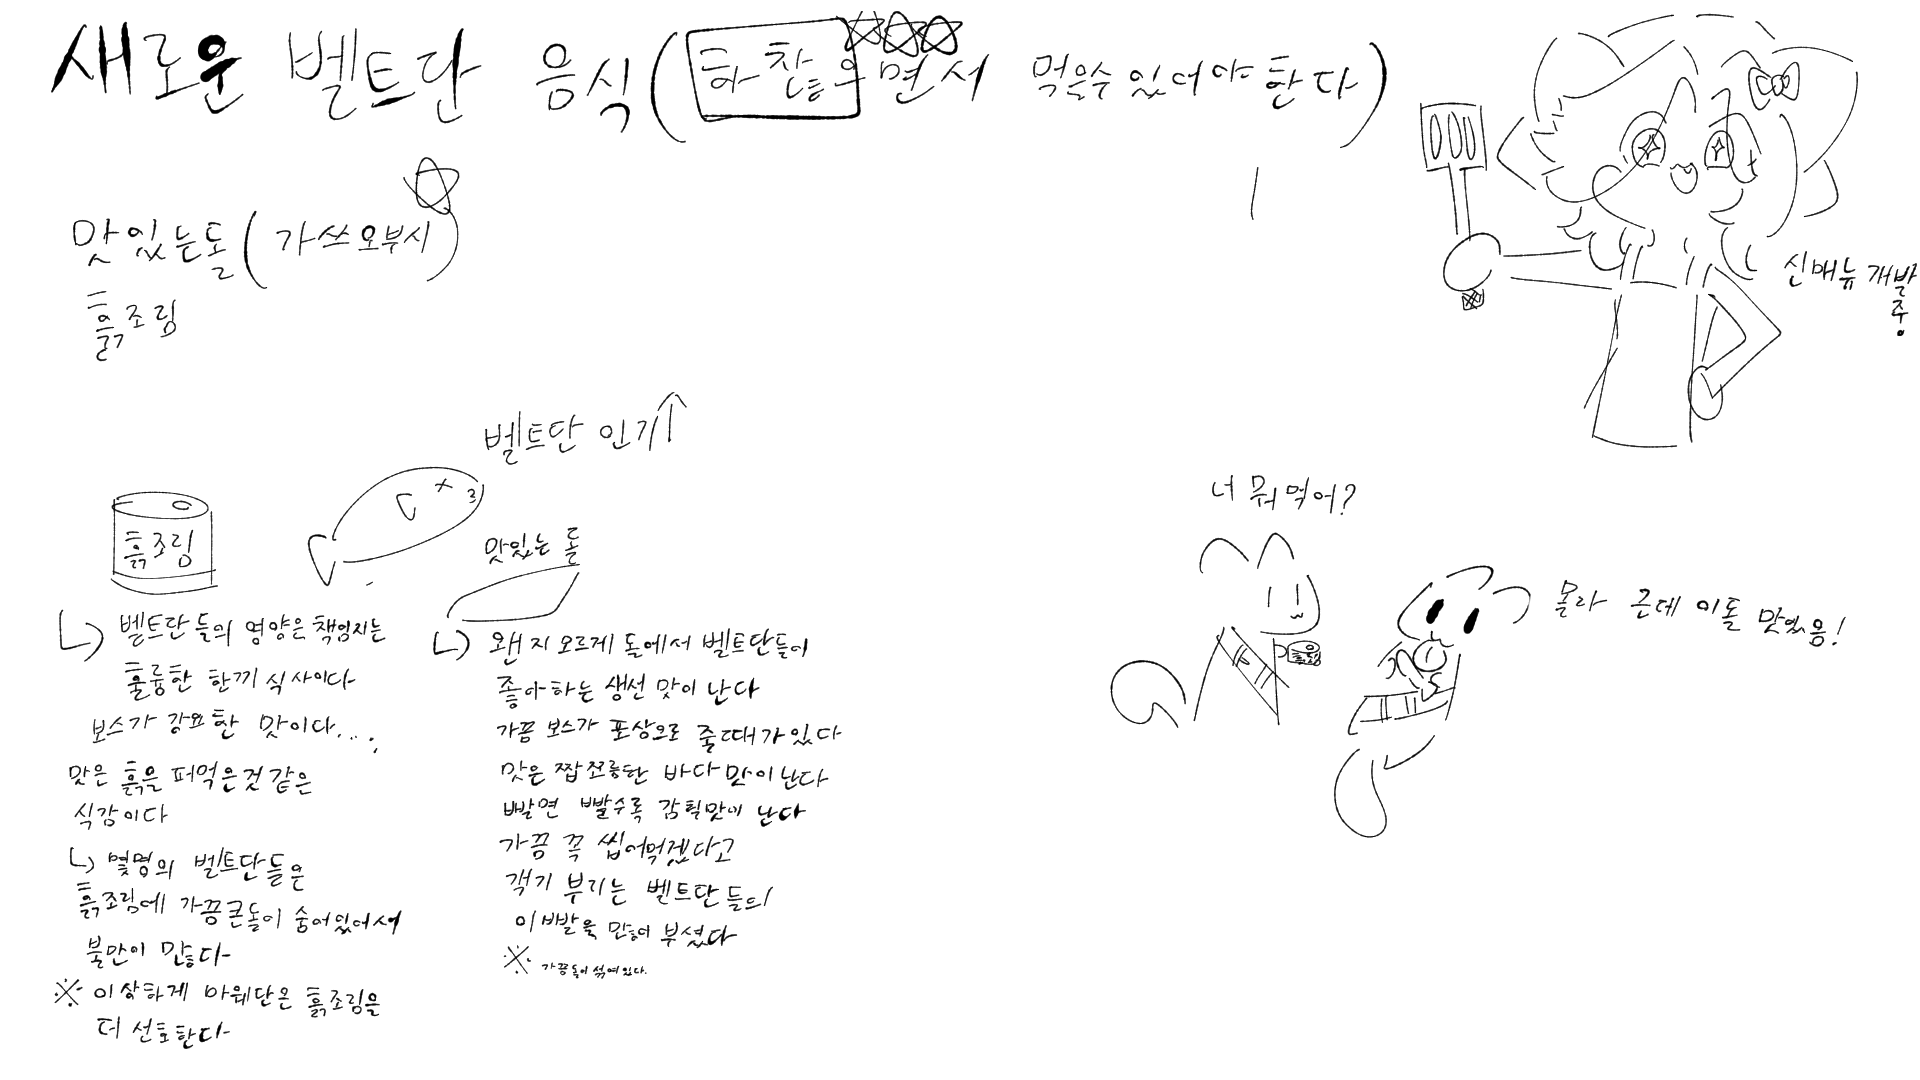 새로운 벨트단 음식(하찮으면서 먹을수 있어야 한다)
맛있는돌(가쓰오부시)
흙조림
신메뉴 개발중
벨트단 인기↑
흙조림
맛있는 돌
너 뭐먹어?
몰라 근데 이돌 맛있음!
↳ 벨트단들의 영양은 책임지는
훌륭한 한끼 식사이다
보스가 강요한 맛이다....
맛은 흙을 퍼먹은것 같은
식감이다
↳ 몇명의 벨트단들은
흙조림에 가끔큰돌이 숨어있어서
불만이 많다
※ 이상하게 마웨단은 흙조림을
더 선호한다
↳ 왠지 모르게 돌에서 벨트단들이
좋아하는 생선 맛이 난다
가끔 보스가 포상으로 줄때가 있다
맛은 짭쪼름한 바다 맛이 난다
빨면 빨수록 감칠맛이 난다
가끔 꼭 씹어먹겠다고
객기 부리는 벨트단들의
이빨을 많이 부셨다
※ 가끔돌이 섞여있다.
흙